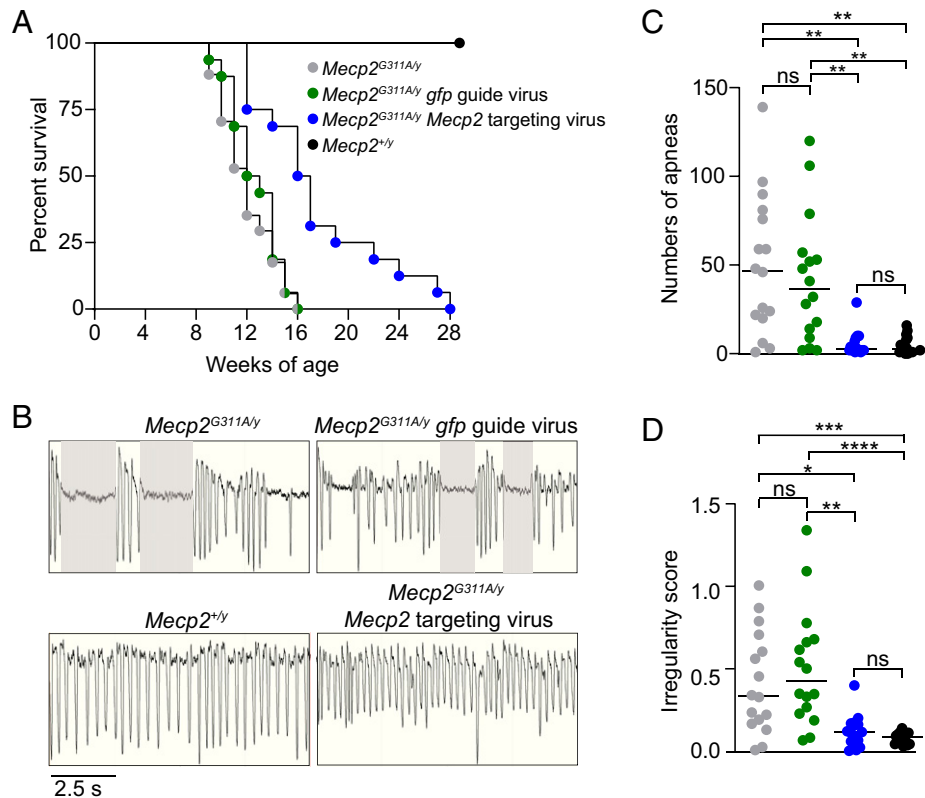 A
Percent survival
100
75
50
25
0
0 4 8 12 16 20 24 28
Weeks of age
Mecp2G311A/y
Mecp2G311A/y gfp guide virus
Mecp2G311A/y Mecp2 targeting virus
Mecp2+/y
B
Mecp2G311A/y
Mecp2G311A/y gfp guide virus
Mecp2+/y
Mecp2G311A/y
Mecp2 targeting virus
2.5 s
C
**
**
**
**
ns
ns
Numbers of apneas
150
100
50
0
D
***
****
*
ns
**
ns
Irregularity score
1.5
1.0
0.5
0.0